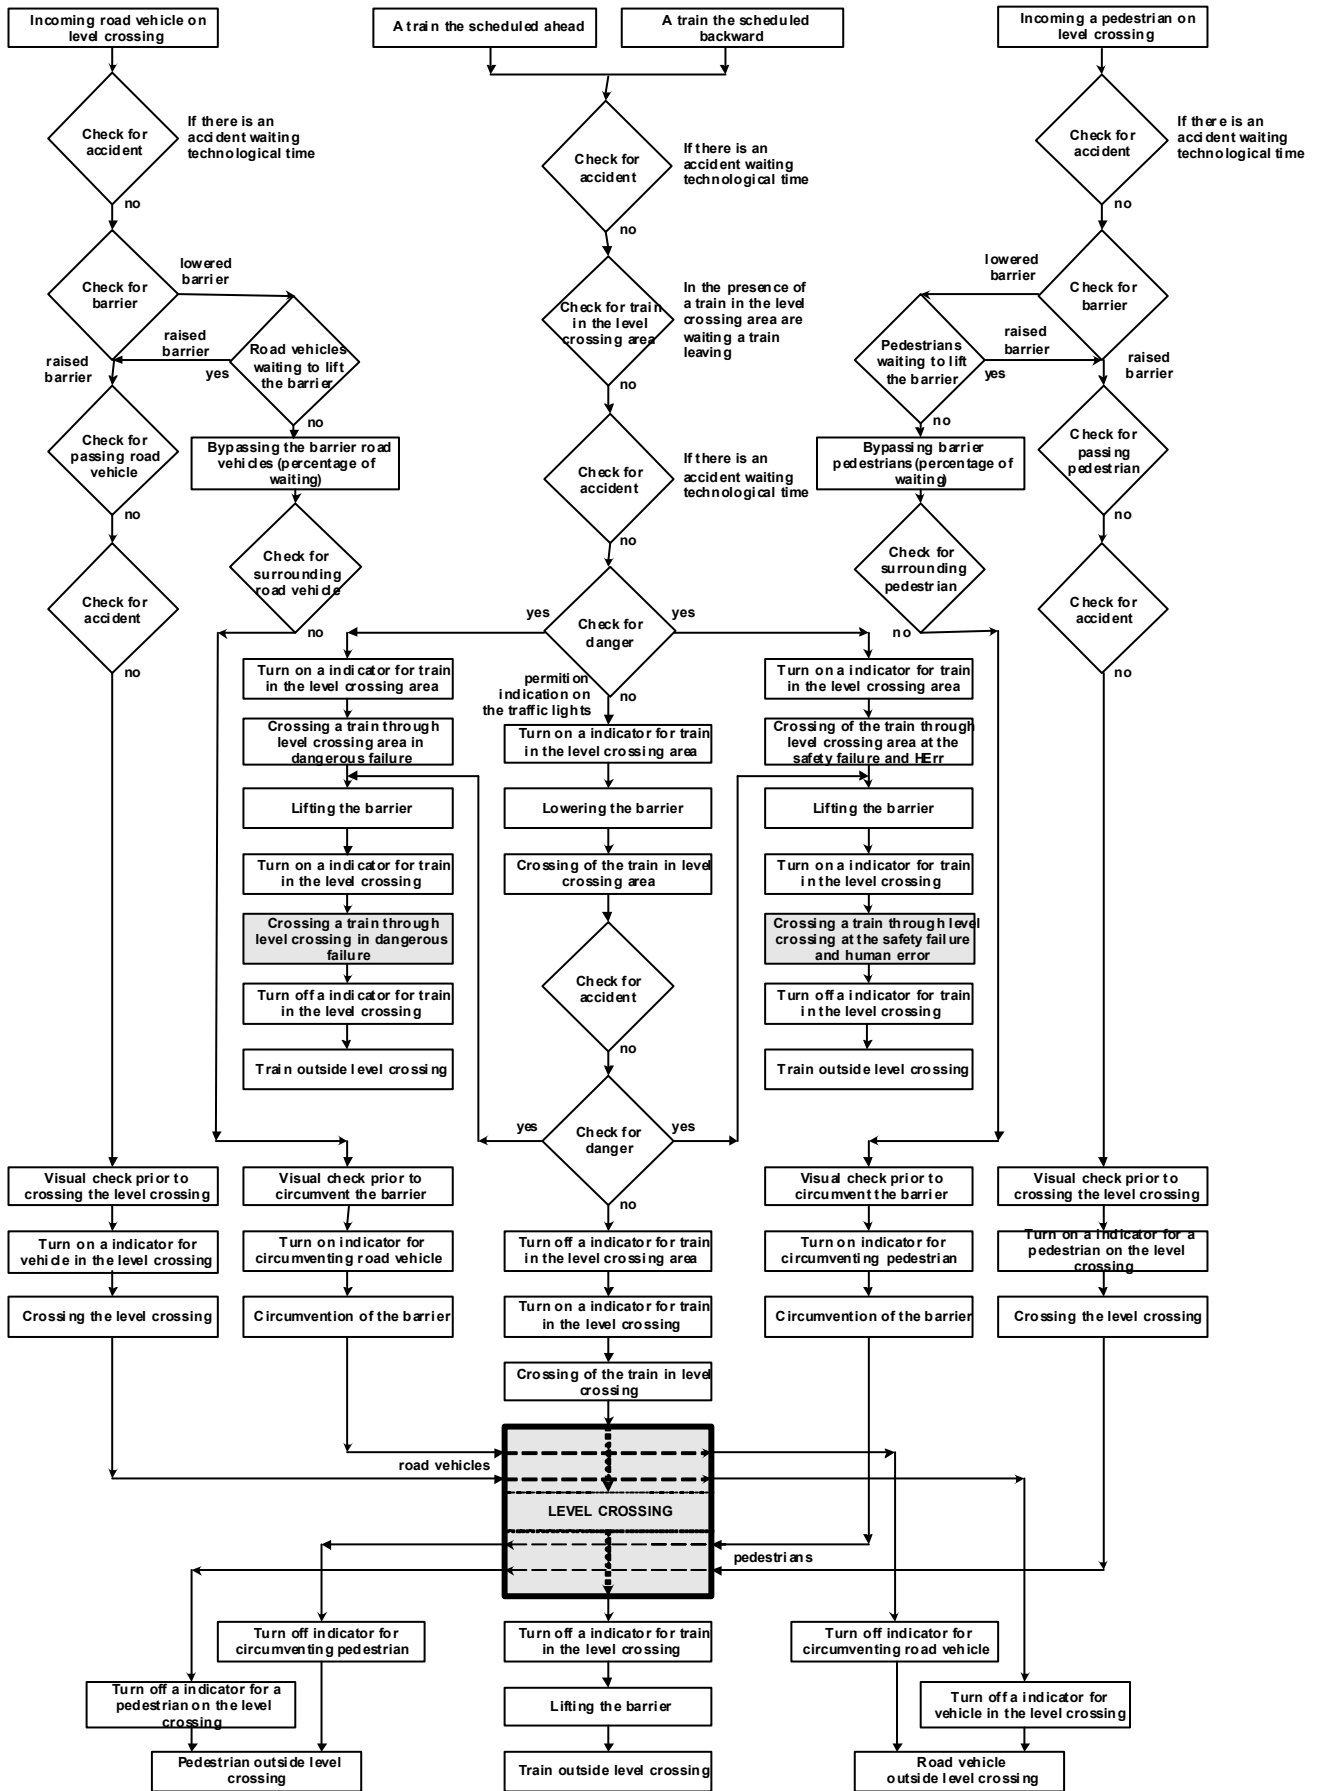 Incoming road vehicle on
level crossing
A train the scheduled ahead
A train the scheduled
backward
Incoming a pedestrian on
level crossing
Check for
accident
If there is an
accident waiting
technological time
no
Check for
accident
If there is an
accident waiting
technological time
no
Check for
accident
If there is an
accident waiting
technological time
no
Check for
barrier
lowered
barrier
raised
barrier
raised
barrier
yes
Road vehicles
waiting to lift
the barrier
no
Check for train
in the level
crossing area
In the presence of
a train in the level
crossing area are
waiting a train
leaving
no
lowered
barrier
Check for
barrier
Pedestrians
waiting to lift
the barrier
raised
barrier
yes
raised
barrier
no
Check for
passing road
vehicle
no
Bypassing the barrier road
vehicles (percentage of
waiting)
Check for
accident
If there is an
accident waiting
technological time
no
Bypassing barrier
pedestrians (percentage of
waiting)
Check for
passing
pedestrian
no
Check for
accident
no
Check for
surrounding
road vehicle
no
yes
Check for
danger
yes
permition
indication on
the traffic lights
no
Check for
surrounding
pedestrian
no
Check for
accident
no
Turn on a indicator for train
in the level crossing area
Crossing a train through
level crossing area in
dangerous failure
Lifting the barrier
Turn on a indicator for train
in the level crossing
Crossing a train through
level crossing in dangerous
failure
Turn off a indicator for train
in the level crossing
Train outside level crossing
Turn on a indicator for train
in the level crossing area
Lowering the barrier
Crossing of the train in level
crossing area
Check for
accident
no
yes
Check for
danger
yes
no
Turn on a indicator for train
in the level crossing area
Crossing of the train through
level crossing area at the
safety failure and HErr
Lifting the barrier
Turn on a indicator for train
in the level crossing
Crossing a train through level
crossing at the safety failure
and human error
Turn off a indicator for train
in the level crossing
Train outside level crossing
Visual check prior to
crossing the level crossing
Turn on a indicator for
vehicle in the level crossing
Crossing the level crossing
Visual check prior to
circumvent the barrier
Turn on indicator for
circumventing road vehicle
Circumvention of the barrier
Turn off a indicator for train
in the level crossing area
Turn on a indicator for train
in the level crossing
Crossing of the train in level
crossing
Visual check prior to
circumvent the barrier
Turn on indicator for
circumventing pedestrian
Circumvention of the barrier
Visual check prior to
crossing the level crossing
Turn on a indicator for a
pedestrian on the level
crossing
Crossing the level crossing
road vehicles
LEVEL CROSSING
pedestrians
Turn off indicator for
circumventing pedestrian
Turn off a indicator for a
pedestrian on the level
crossing
Pedestrian outside level
crossing
Turn off a indicator for train
in the level crossing
Lifting the barrier
Train outside level crossing
Turn off indicator for
circumventing road vehicle
Turn off a indicator for
vehicle in the level crossing
Road vehicle
outside level crossing